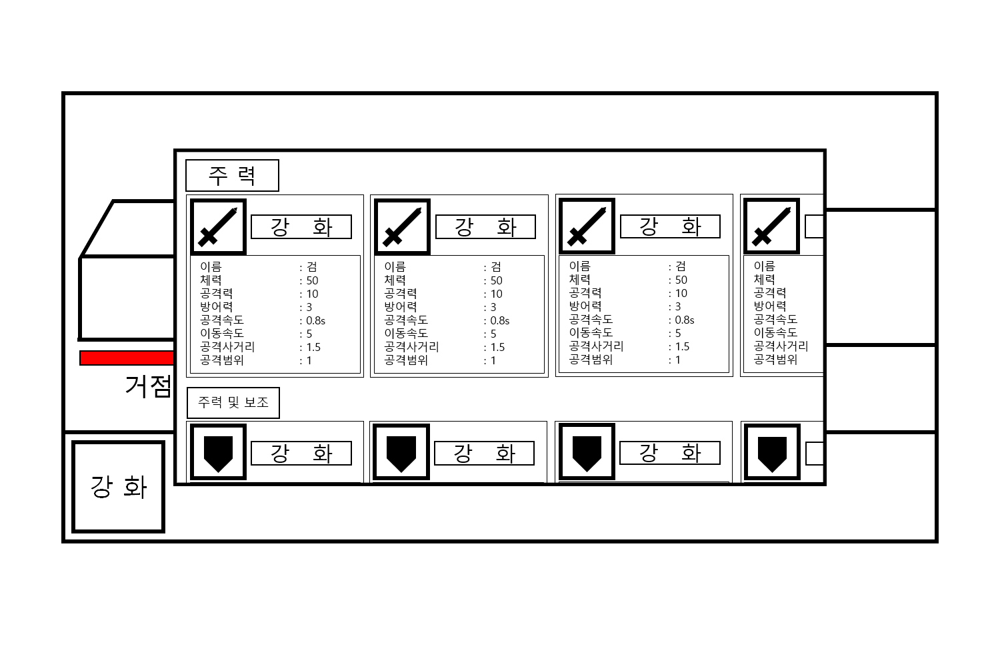 주 력
강 화
이름 : 검
체력 : 50
공격력 : 10
방어력 : 3
공격속도 : 0.8s
이동속도 : 5
공격사거리 : 1.5
공격범위 : 1
강 화
이름 : 검
체력 : 50
공격력 : 10
방어력 : 3
공격속도 : 0.8s
이동속도 : 5
공격사거리 : 1.5
공격범위 : 1
강 화
이름 : 검
체력 : 50
공격력 : 10
방어력 : 3
공격속도 : 0.8s
이동속도 : 5
공격사거리 : 1.5
공격범위 : 1
이름
체력
공격력
방어력
공격속도
이동속도
공격사거리
공격범위
거점
주력 및 보조
강 화
강 화
강 화
강 화